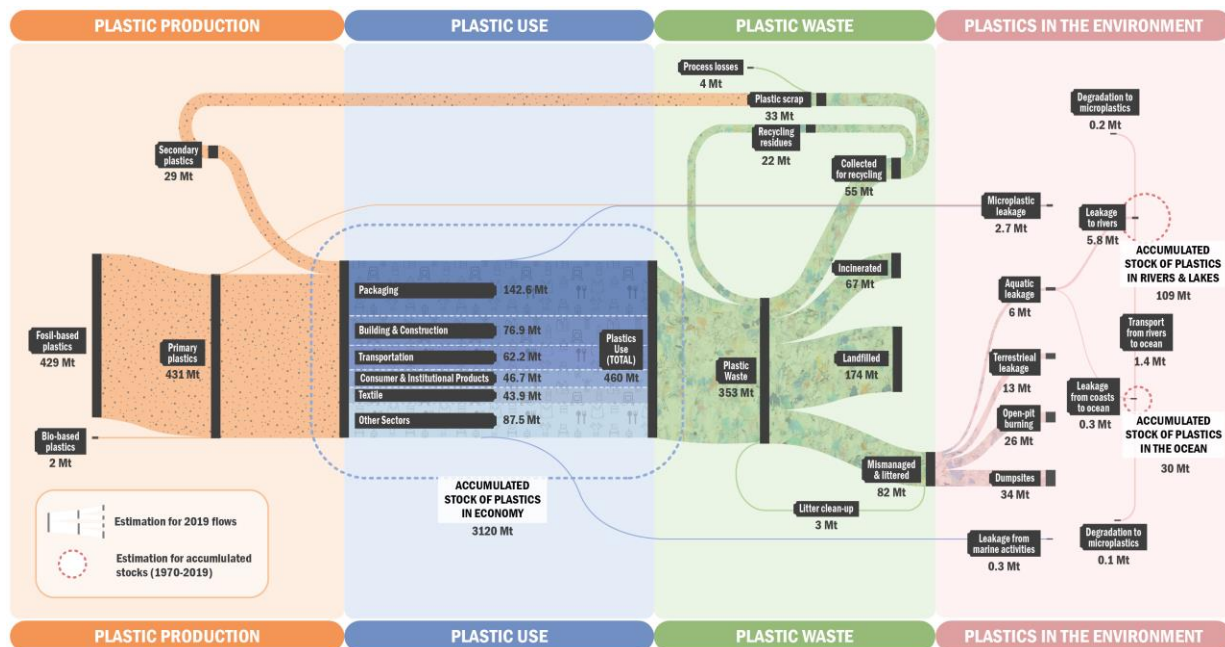 PLASTIC PRODUCTION
PLASTIC USE
PLASTIC WASTE
PLASTICS IN THE ENVIRONMENT
Secondary
plastics
29 Mt
Fosil-based
plastics
429 Mt
Primary
plastics
431 Mt
Bio-based
plastics
2 Mt
Estimation for 2019 flows
Estimation for accumlulated
stocks (1970-2019)
Packaging 142.6 Mt
Building & Construction 76.9 Mt
Transportation 62.2 Mt
Consumer & Institutional Products 46.7 Mt
Textile 43.9 Mt
Other Sectors 87.5 Mt
Plastics
Use
(TOTAL)
460 Mt
ACCUMULATED
STOCK OF PLASTICS
IN ECONOMY
3120 Mt
Process losses
4 Mt
Plastic scrap
33 Mt
Recycling
residues
22 Mt
Collected
for recycling
55 Mt
Incinerated
67 Mt
Landfilled
174 Mt
Plastic
Waste
353 Mt
Mismanaged
& littered
82 Mt
Litter clean-up
3 Mt
Degradation to
microplastics
0.2 Mt
Microplastic
leakage
2.7 Mt
Leakage
to rivers
5.8 Mt
ACCUMULATED
STOCK OF PLASTICS
IN RIVERS & LAKES
109 Mt
Aquatic
leakage
6 Mt
Transport
from rivers
to ocean
1.4 Mt
Terrestrieal
leakage
13 Mt
Leakage
from coasts
to ocean
0.3 Mt
Open-pit
burning
26 Mt
ACCUMULATED
STOCK OF PLASTICS
IN THE OCEAN
30 Mt
Dumpsites
34 Mt
Leakage from
marine activities
0.3 Mt
Degradation to
microplastics
0.1 Mt
PLASTIC PRODUCTION
PLASTIC USE
PLASTIC WASTE
PLASTICS IN THE ENVIRONMENT